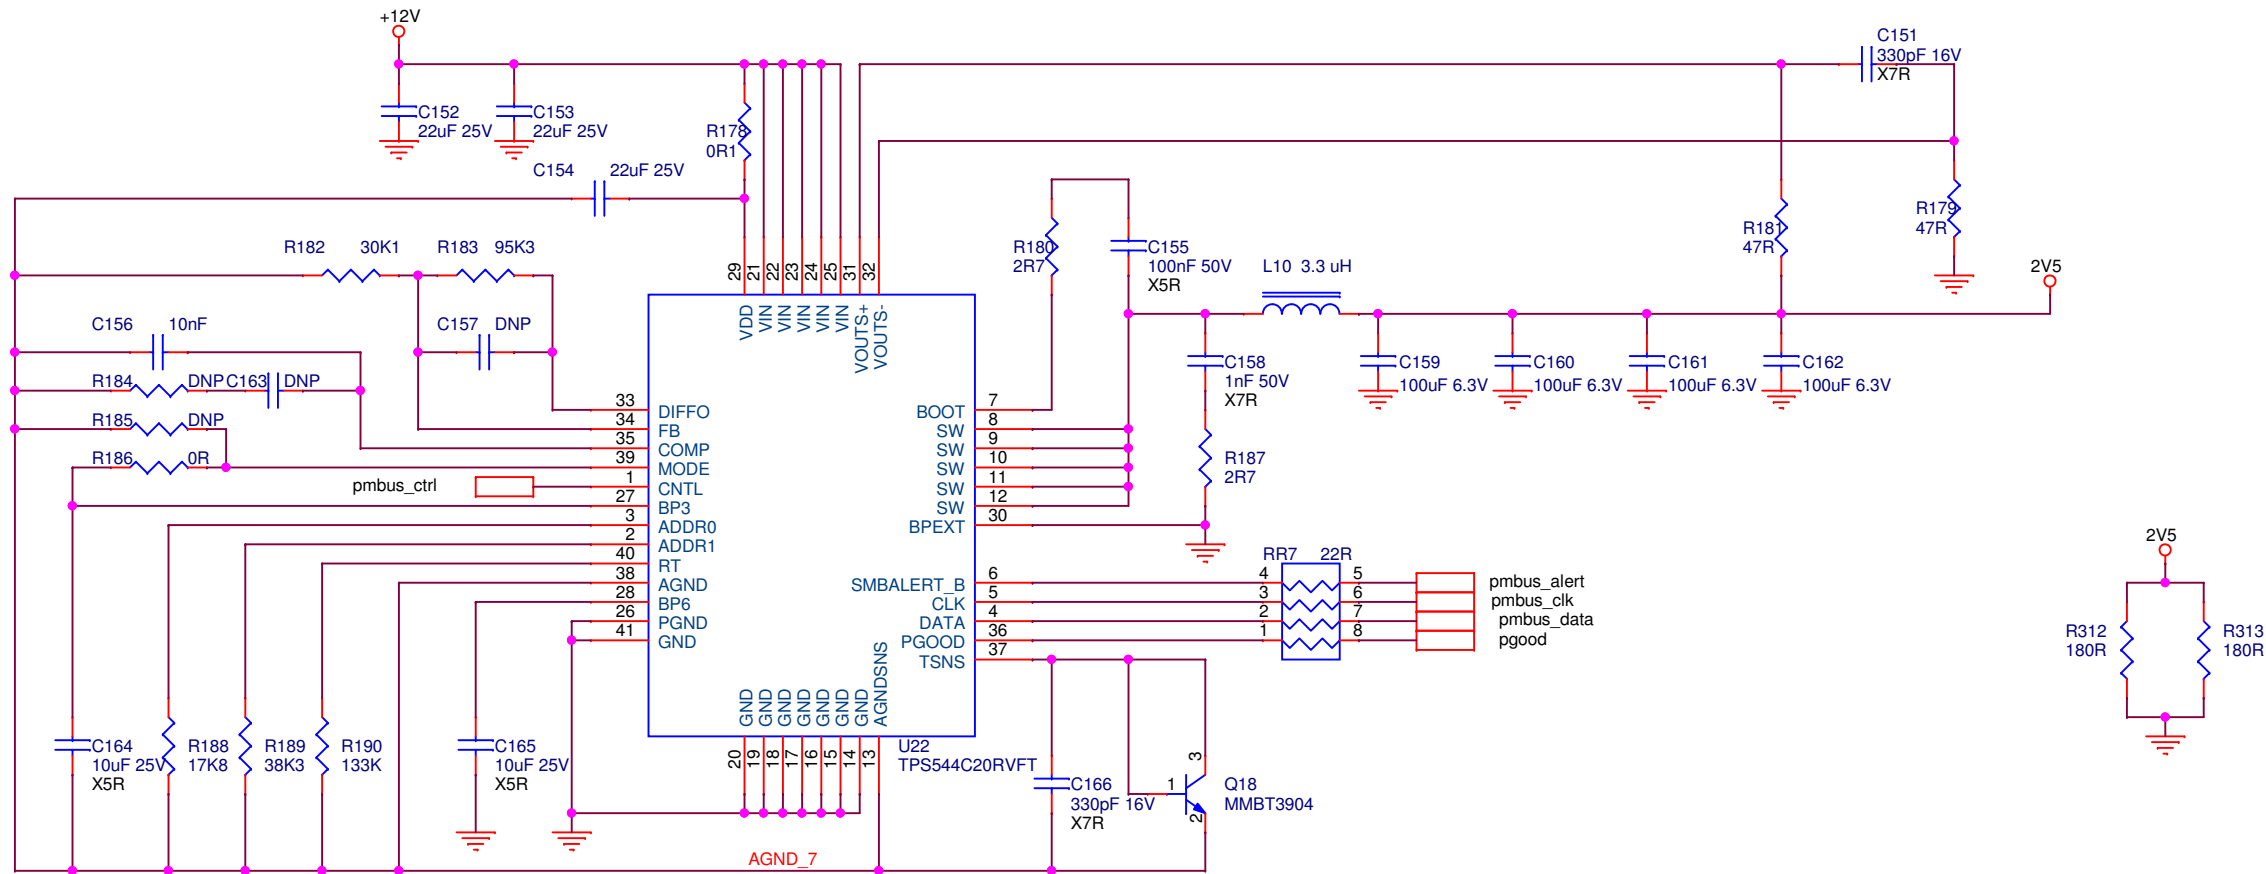 +12V
C151
330pF 16V
X7R
C152
22uF 25V
C153
22uF 25V
R178
0R1
C154 22uF 25V
R182 30K1
R183 95K3
C156 10nF
C157 DNP
R184 DNP
C163 DNP
R185 DNP
R186 0R
pmbus_ctrl
R180
2R7
C155
100nF 50V
X5R
L10 3.3 uH
R181
47R
R179
47R
2V5
C158
1nF 50V
X7R
C159
100uF 6.3V
C160
100uF 6.3V
C161
100uF 6.3V
C162
100uF 6.3V
R187
2R7
29 21 22 23 24 25 31 32
VDD VIN VIN VIN VIN VIN VOUTS+ VOUTS-
33 DIFFO
34 FB
35 COMP
39 MODE
1 CNTL
27 BP3
3 ADDR0
2 ADDR1
40 RT
38 AGND
28 BP6
26 PGND
41 GND
BOOT 7
SW 8
SW 9
SW 10
SW 11
SW 12
BPEXT 30
SMBALERT_B 6
CLK 5
DATA 4
PGOOD 36
TSNS 37
GND GND GND GND GND GND GND AGNDSNS
20 19 18 17 16 15 14 13
U22
TPS544C20RVFT
RR7 22R
4 5 pmbus_alert
3 6 pmbus_clk
2 7 pmbus_data
1 8 pgood
2V5
R312
180R
R313
180R
C164
10uF 25V
X5R
R188
17K8
R189
38K3
R190
133K
C165
10uF 25V
X5R
C166
330pF 16V
X7R
1
3
2
Q18
MMBT3904
AGND_7